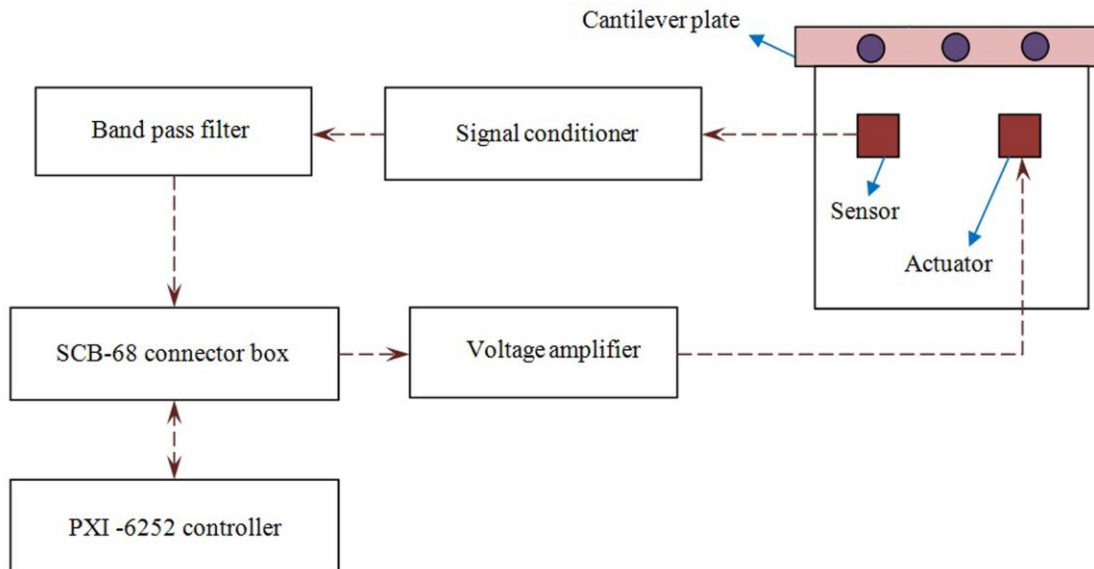 Cantilever plate
Band pass filter
Signal conditioner
Sensor
Actuator
SCB-68 connector box
Voltage amplifier
PXI -6252 controller